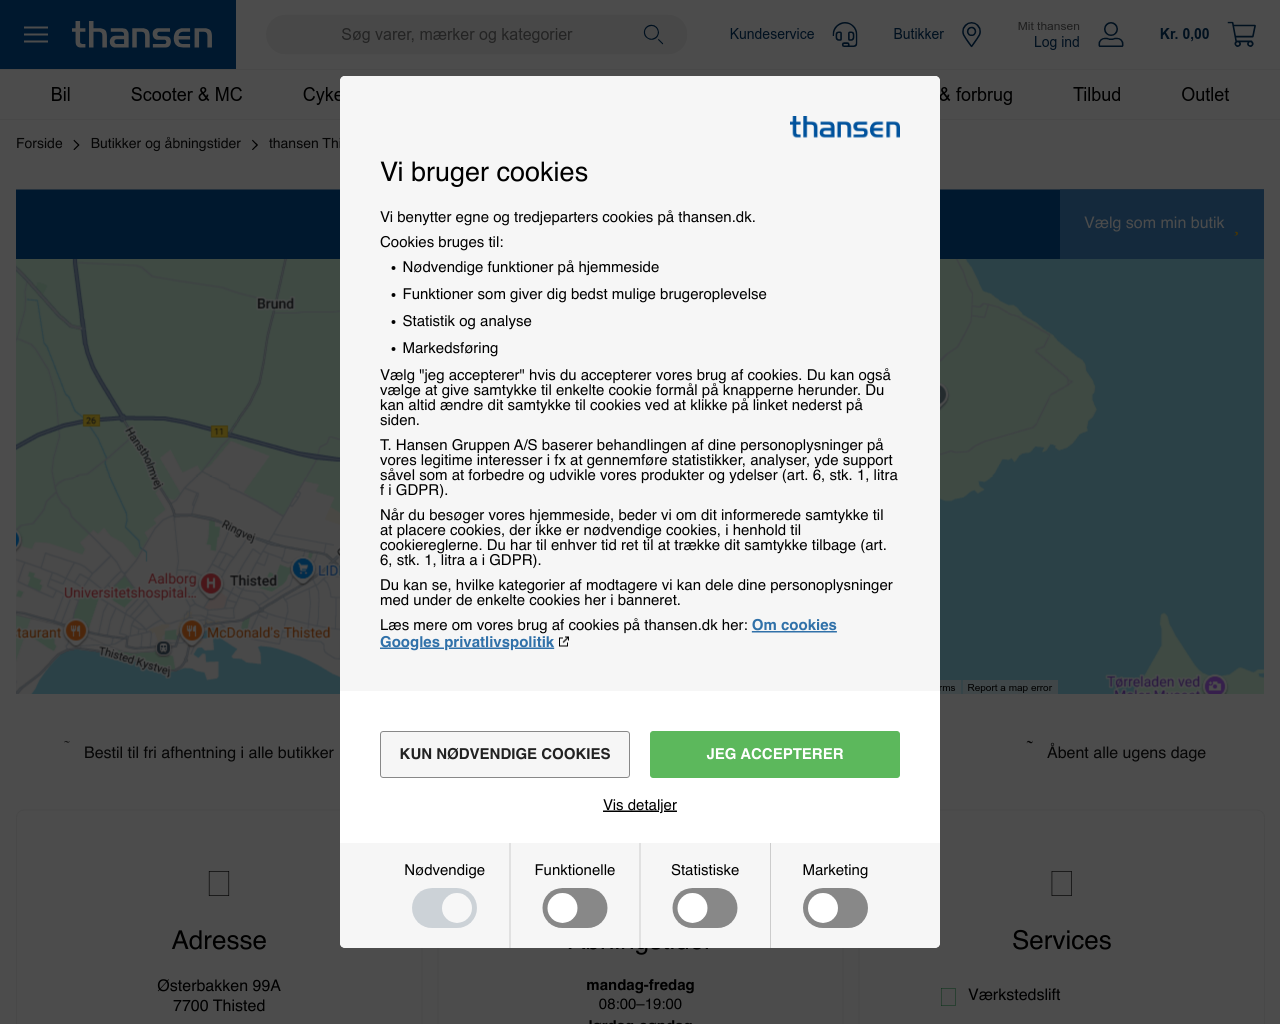 thansen
Søg varer, mærker og kategorier
Kundeservice
Butikker
Mit thansen
Log ind
Kr. 0,00
Bil
Scooter & MC
& forbrug
Tilbud
Outlet
Forside
Butikker og åbningstider
thansen
Vælg som min butik
thansen
Vi bruger cookies
Vi benytter egne og tredjeparters cookies på thansen.dk.
Cookies bruges til:
• Nødvendige funktioner på hjemmeside
• Funktioner som giver dig bedst mulige brugeroplevelse
• Statistik og analyse
• Markedsføring
Vælg "jeg accepterer" hvis du accepterer vores brug af cookies. Du kan også
vælge at give samtykke til enkelte cookie formål på knapperne herunder. Du
kan altid ændre dit samtykke til cookies ved at klikke på linket nederst på
siden.
T. Hansen Gruppen A/S baserer behandlingen af dine personoplysninger på
vores legitime interesser i fx at gennemføre statistikker, analyser, yde support
såvel som at forbedre og udvikle vores produkter og ydelser (art. 6, stk. 1, litra
f i GDPR).
Når du besøger vores hjemmeside, beder vi om dit informerede samtykke til
at placere cookies, der ikke er nødvendige cookies, i henhold til
cookiereglerne. Du har til enhver tid ret til at trække dit samtykke tilbage (art.
6, stk. 1, litra a i GDPR).
Du kan se, hvilke kategorier af modtagere vi kan dele dine personoplysninger
med under de enkelte cookies her i banneret.
Læs mere om vores brug af cookies på thansen.dk her: Om cookies
Googles privatlivspolitik
KUN NØDVENDIGE COOKIES
JEG ACCEPTERER
Vis detaljer
Nødvendige
Funktionelle
Statistiske
Marketing
Brund
26
11
Hanstholmvej
Ringvej
Aalborg
Universitetshospital...
Thisted
LID
taurant
McDonald's Thisted
Thisted Kystvej
Report a map error
Tørreladen ved
Bestil til fri afhentning i alle butikker
Åbent alle ugens dage
Adresse
Østerbakken 99A
7700 Thisted
mandag-fredag
08:00–19:00
lørdag-søndag
Services
Værkstedslift